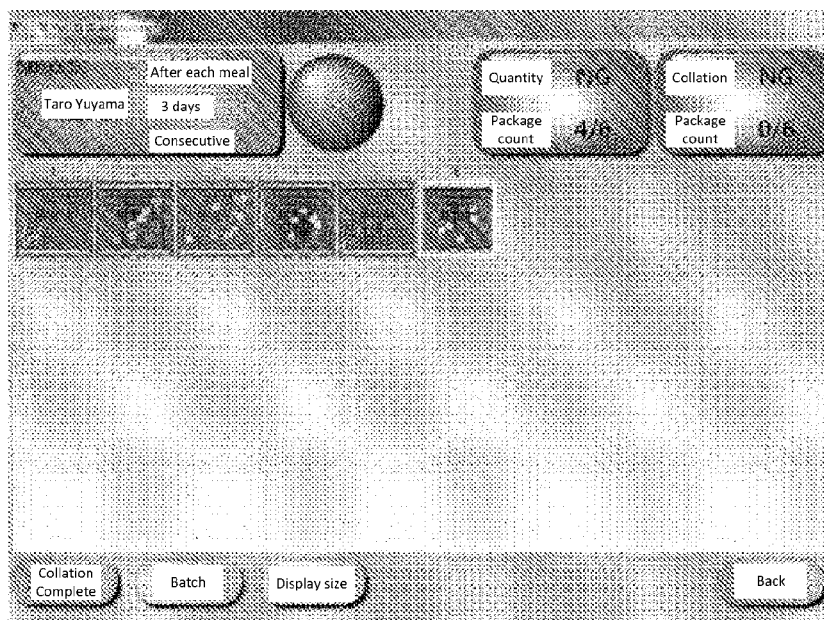 After each meal
Taro Yuyama
3 days
Consecutive
Quantity NG
Package count 4/6
Collation NG
Package count 0/6
Collation Complete
Batch
Display size
Back